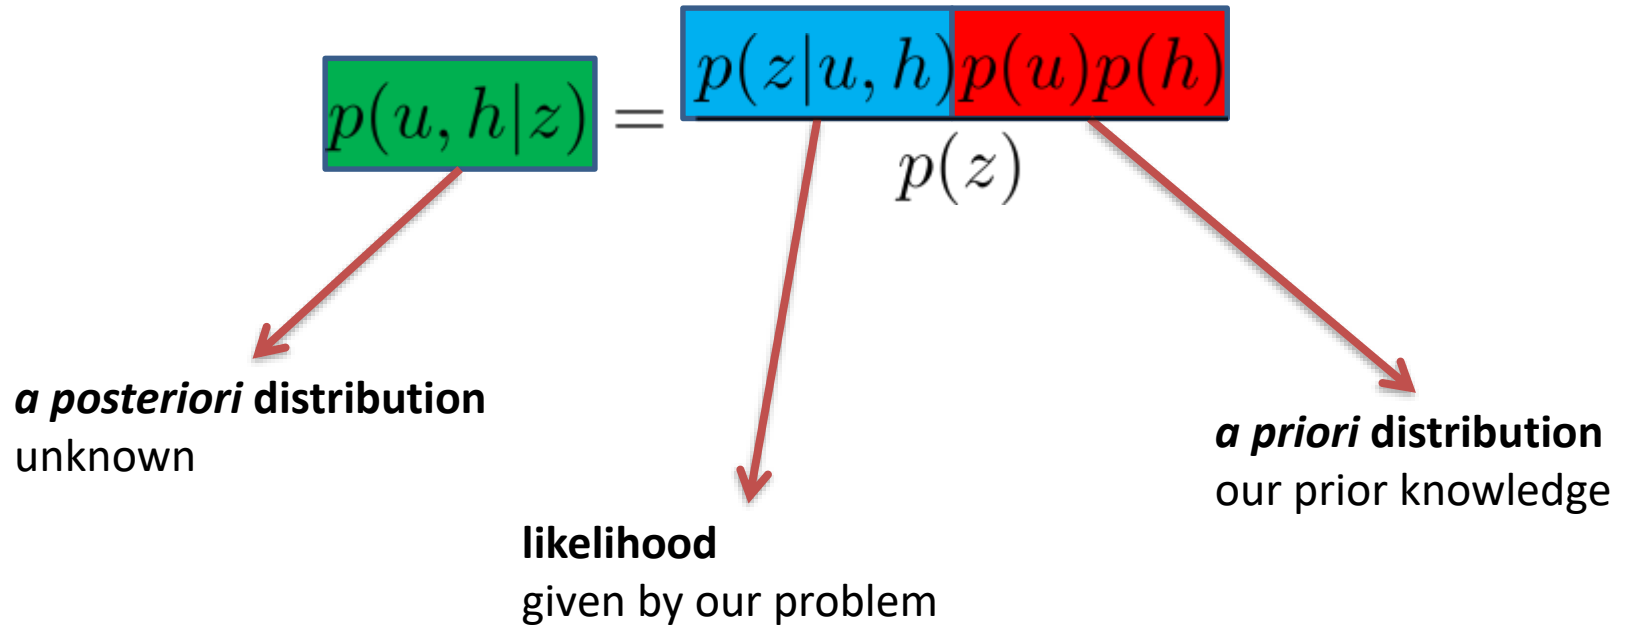 p(u, h|z) = p(z|u, h)p(u)p(h)
p(z)
a posteriori distribution
unknown
a priori distribution
our prior knowledge
likelihood
given by our problem